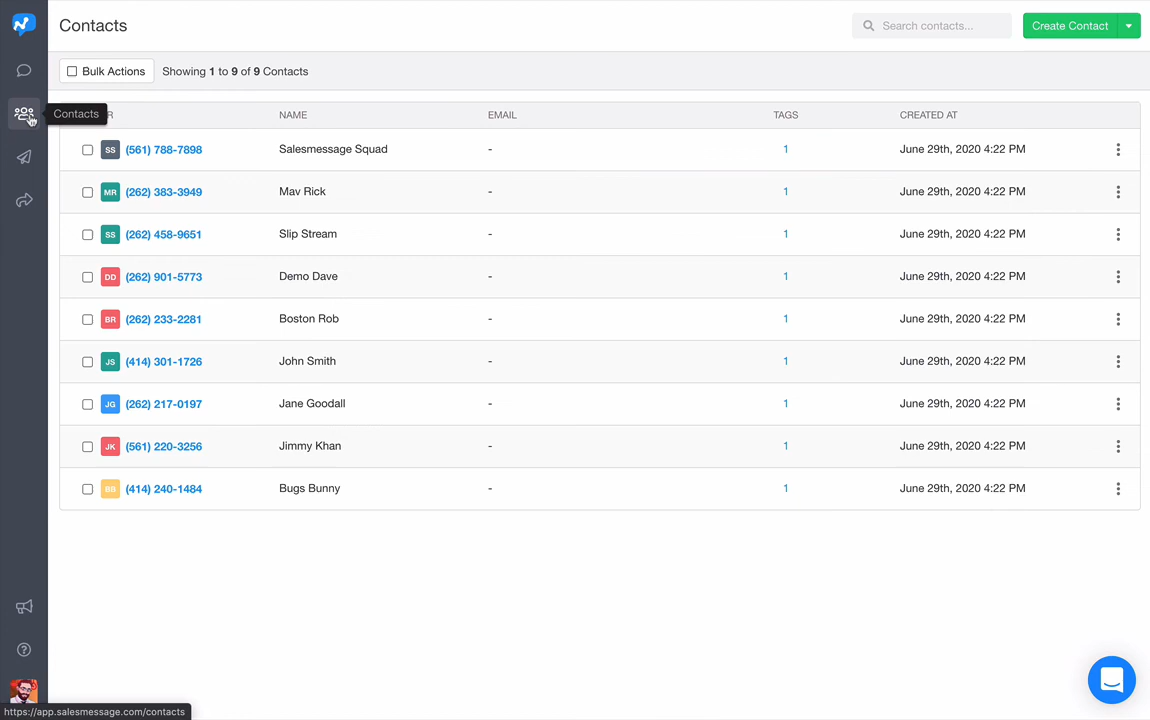 Contacts
Search contacts...
Create Contact
Bulk Actions
Showing 1 to 9 of 9 Contacts
Contacts
R NAME EMAIL TAGS CREATED AT
SS (561) 788-7898 Salesmessage Squad - 1 June 29th, 2020 4:22 PM
MR (262) 383-3949 Mav Rick - 1 June 29th, 2020 4:22 PM
SS (262) 458-9651 Slip Stream - 1 June 29th, 2020 4:22 PM
DD (262) 901-5773 Demo Dave - 1 June 29th, 2020 4:22 PM
BR (262) 233-2281 Boston Rob - 1 June 29th, 2020 4:22 PM
JS (414) 301-1726 John Smith - 1 June 29th, 2020 4:22 PM
JG (262) 217-0197 Jane Goodall - 1 June 29th, 2020 4:22 PM
JK (561) 220-3256 Jimmy Khan - 1 June 29th, 2020 4:22 PM
BB (414) 240-1484 Bugs Bunny - 1 June 29th, 2020 4:22 PM
https://app.salesmessage.com/contacts